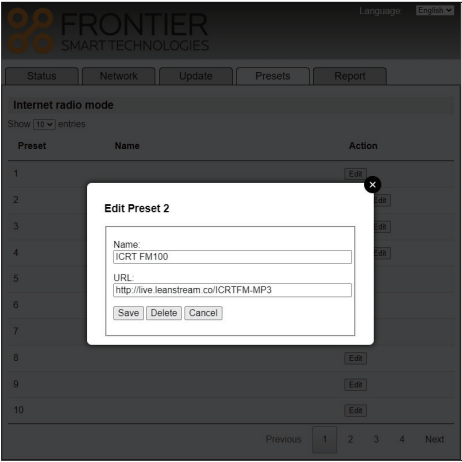 Language: English
FRONTIER
SMART TECHNOLOGIES
Status Network Update Presets Report
Internet radio mode
Show 10 entries
Preset Name Action
1 Edit
2 Edit
3 Edit
4 Edit
5
6
7
8 Edit
9 Edit
10 Edit
Previous 1 2 3 4 Next
Edit Preset 2
Name:
ICRT FM100
URL:
http://live.leanstream.co/ICRTFM-MP3
Save Delete Cancel